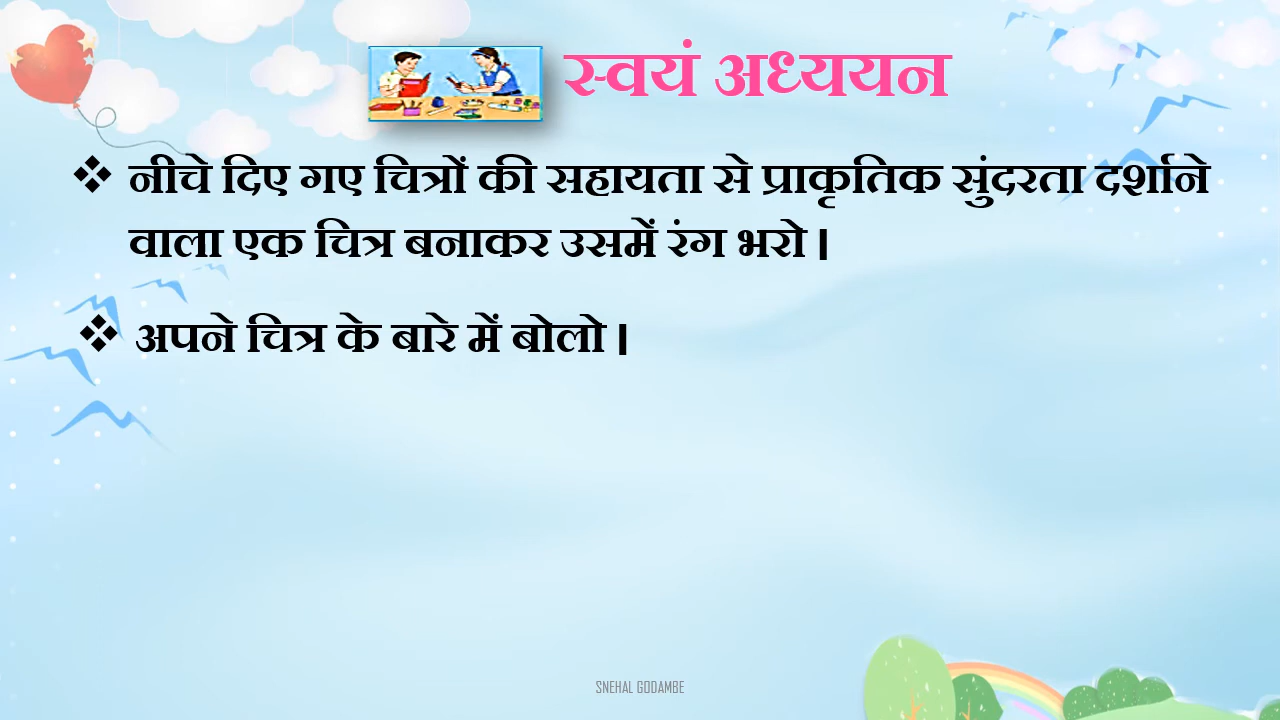 स्वयं अध्ययन
❖ नीचे दिए गए चित्रों की सहायता से प्राकृतिक सुंदरता दर्शाने
वाला एक चित्र बनाकर उसमें रंग भरो।
❖ अपने चित्र के बारे में बोलो।
SNEHAL GODAMBE